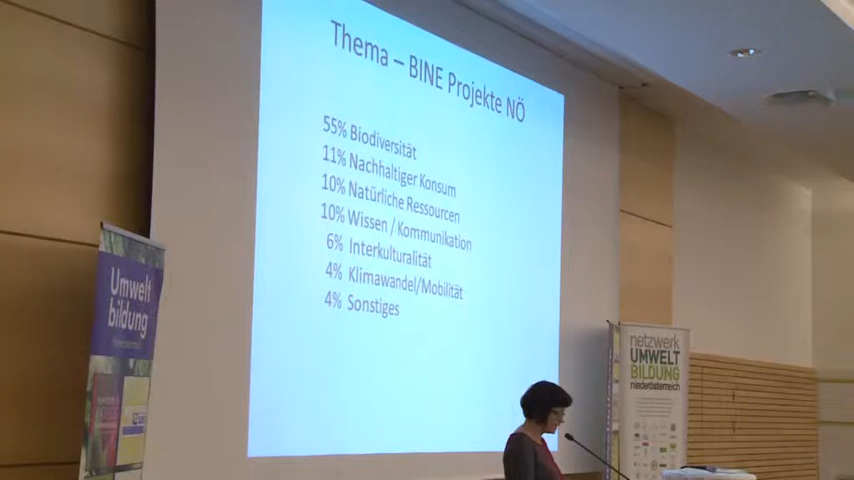 Thema – BINE Projekte NÖ
55% Biodiversität
11% Nachhaltiger Konsum
10% Natürliche Ressourcen
10% Wissen / Kommunikation
6% Interkulturalität
4% Klimawandel/Mobilität
4% Sonstiges
Umwelt
bildung
netzwerk
UMWELT
BILDUNG
niederösterreich